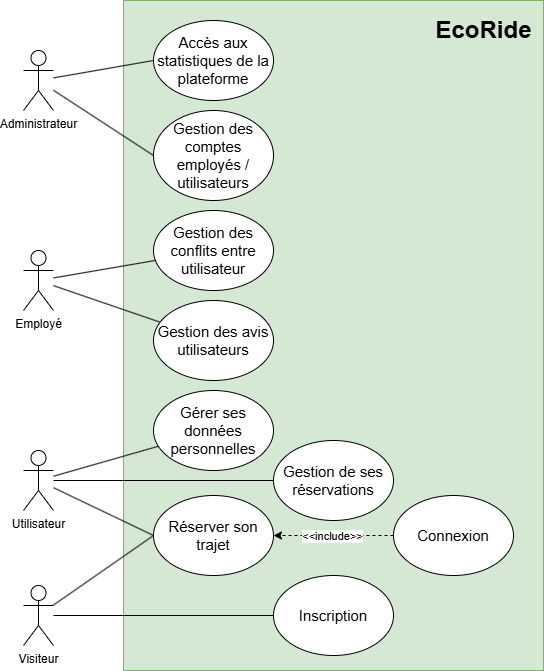 EcoRide
Accès aux
statistiques de la
plateforme
Administrateur
Gestion des
comptes
employés /
utilisateurs
Gestion des
conflits entre
utilisateur
Employé
Gestion des avis
utilisateurs
Gérer ses
données
personnelles
Gestion de ses
réservations
Utilisateur
Réserver son
trajet
<<include>>
Connexion
Inscription
Visiteur